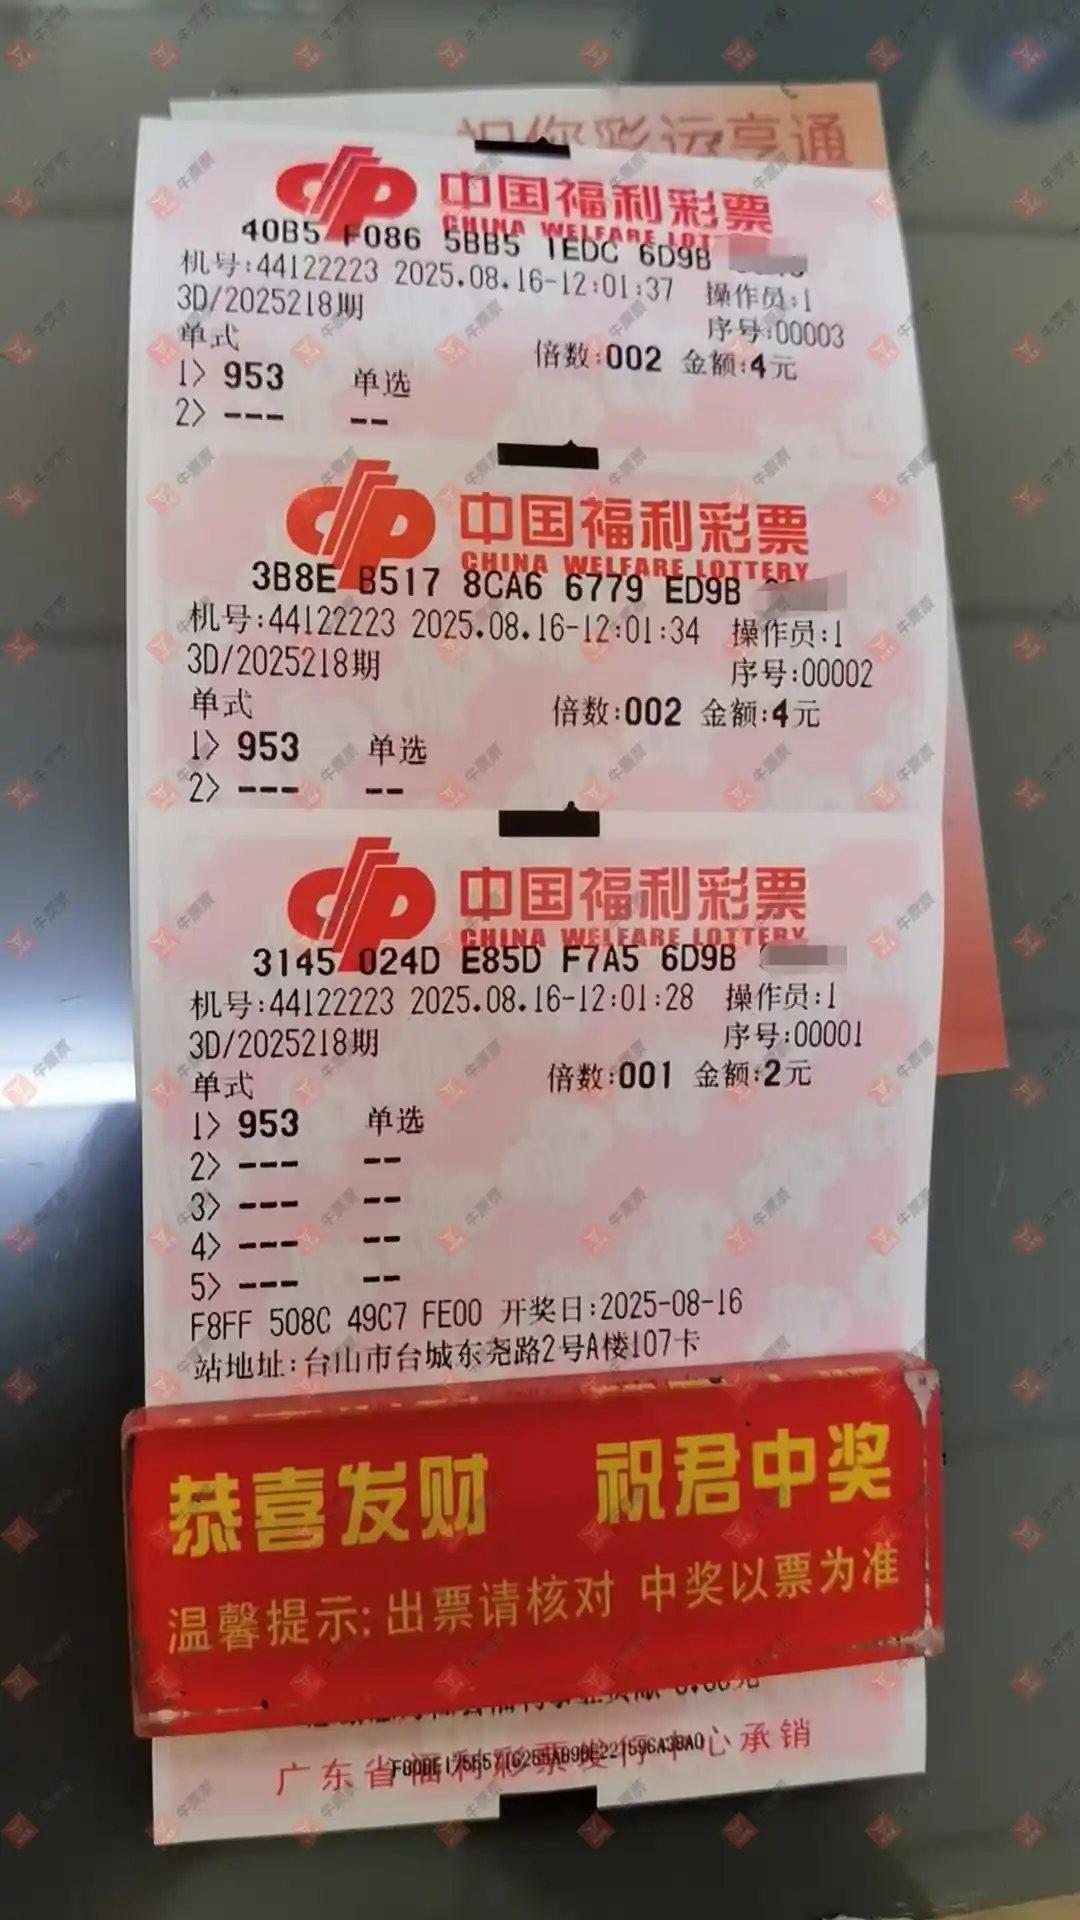 祝你彩运亨通
中国福利彩票
CHINA WELFARE LOT
40B5 F086 5BB5 1EDC 6D9B
机号:44122223 2025.08.16-12:01:37 操作员:1
3D/2025218期 序号:00003
单式 倍数:002 金额:4元
1> 953 单选
2> --- --
中国福利彩票
CHINA WELFARE LOTTERY
3B8E B517 8CA6 6779 ED9B
机号:44122223 2025.08.16-12:01:34 操作员:1
3D/2025218期 序号:00002
单式 倍数:002 金额:4元
1> 953 单选
2> --- --
中国福利彩票
CHINA WELFARE LOTTERY
3145 024D E85D F7A5 6D9B
机号:44122223 2025.08.16-12:01:28 操作员:1
3D/2025218期 序号:00001
单式 倍数:001 金额:2元
1> 953 单选
2> --- --
3> --- --
4> --- --
5> --- --
F8FF 508C 49C7 FE00 开奖日:2025-08-16
站地址:台山市台城东尧路2号A楼107卡
恭喜发财 祝君中奖
温馨提示:出票请核对 中奖以票为准
广东省福利彩票发行中心承销
牛票票